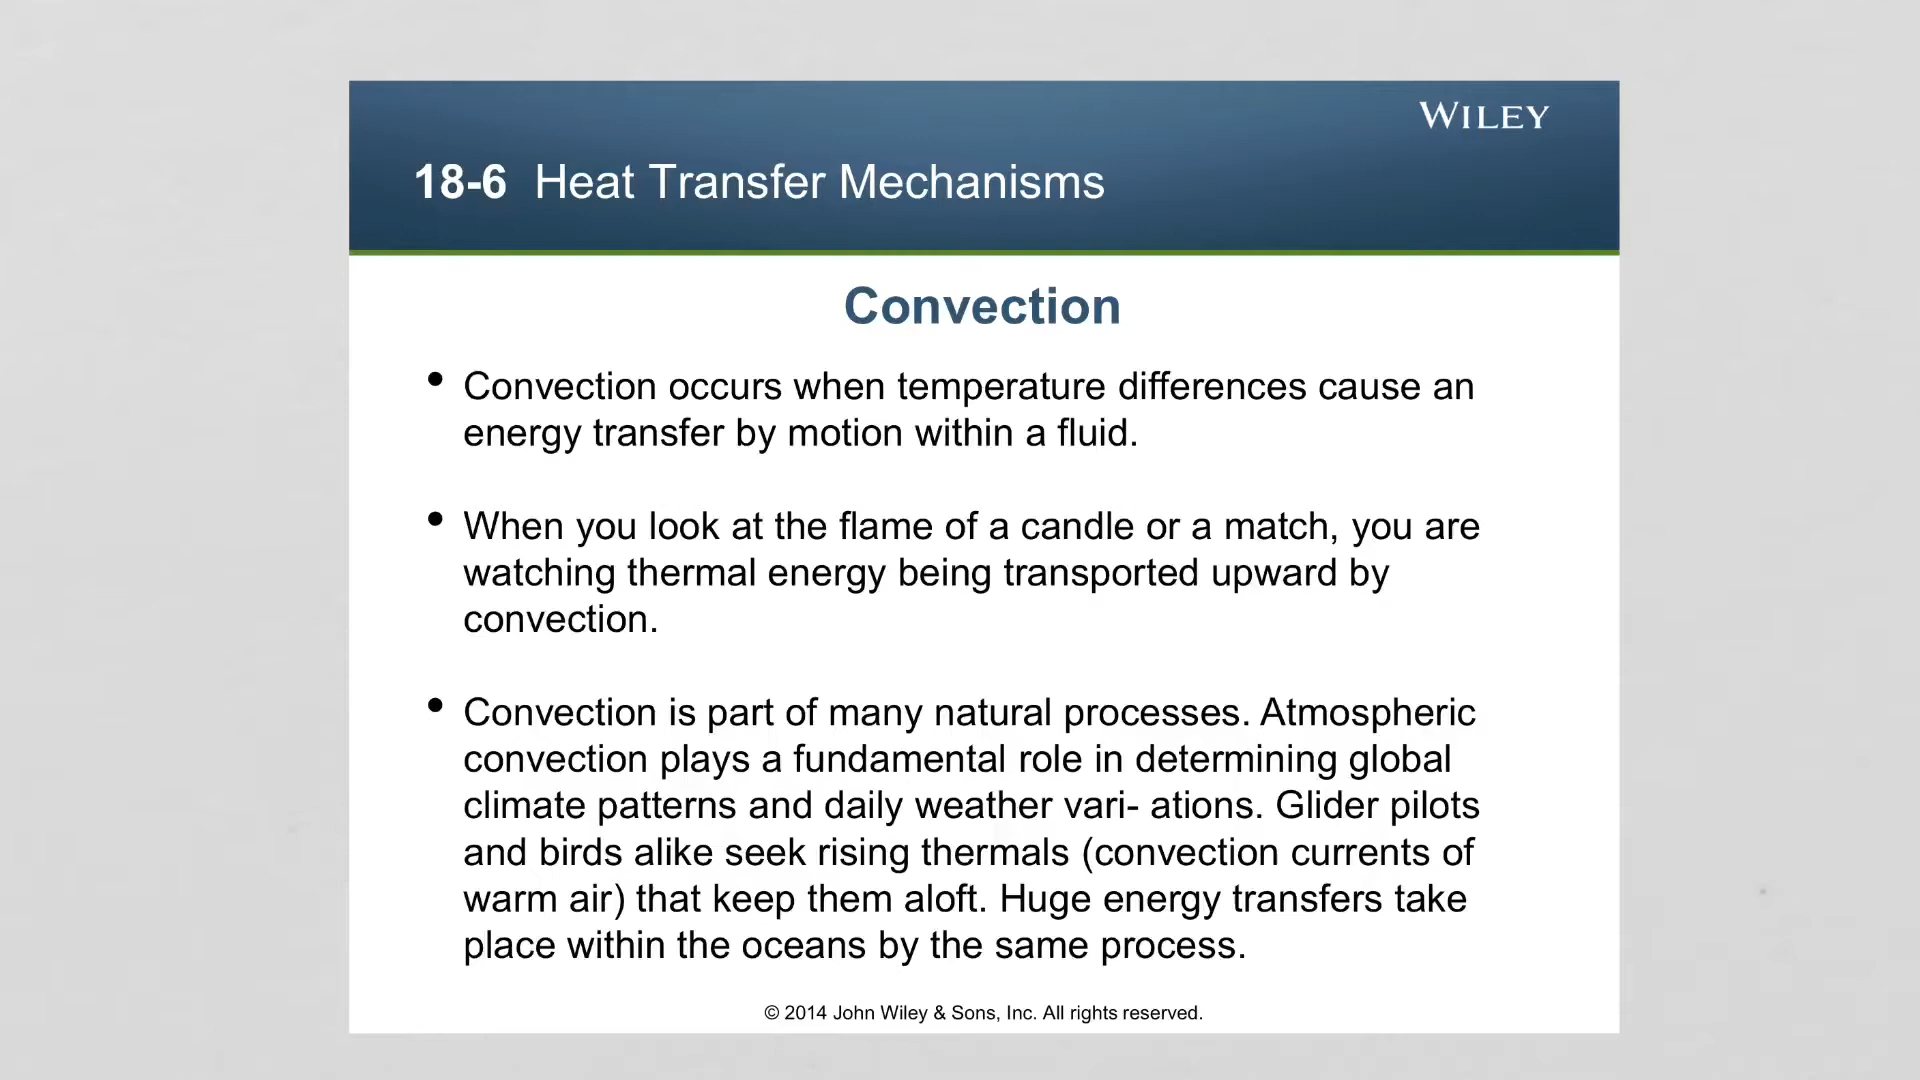 WILEY
18-6 Heat Transfer Mechanisms
Convection
• Convection occurs when temperature differences cause an
energy transfer by motion within a fluid.
• When you look at the flame of a candle or a match, you are
watching thermal energy being transported upward by
convection.
• Convection is part of many natural processes. Atmospheric
convection plays a fundamental role in determining global
climate patterns and daily weather vari- ations. Glider pilots
and birds alike seek rising thermals (convection currents of
warm air) that keep them aloft. Huge energy transfers take
place within the oceans by the same process.
© 2014 John Wiley & Sons, Inc. All rights reserved.